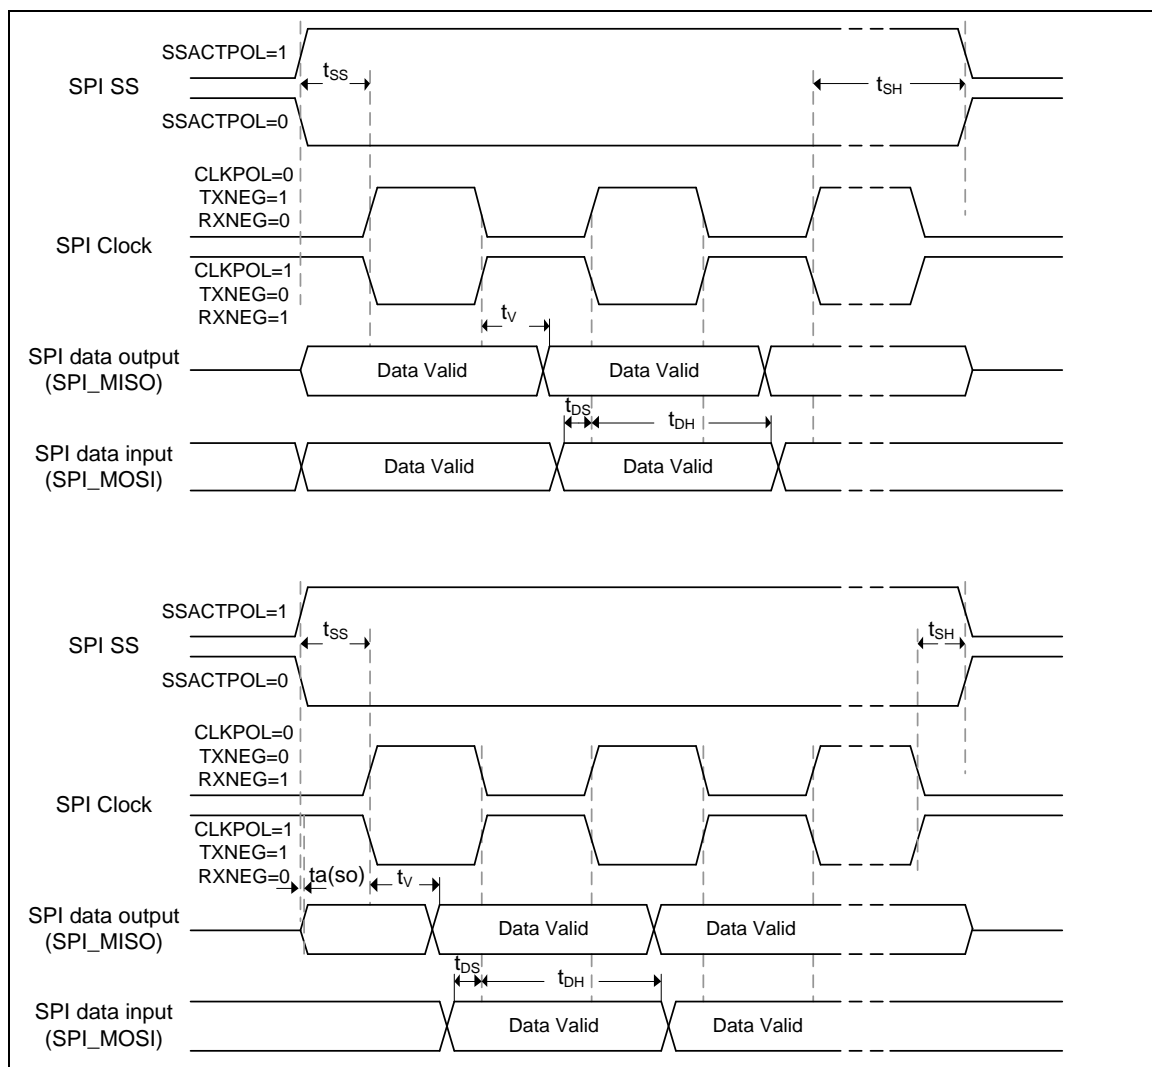 SSACTPOL=1
SPI SS
tSS
tSH
SSACTPOL=0
CLKPOL=0
TXNEG=1
RXNEG=0
SPI Clock
CLKPOL=1
TXNEG=0
RXNEG=1
tV
SPI data output
(SPI_MISO)
Data Valid
Data Valid
tDS
tDH
SPI data input
(SPI_MOSI)
Data Valid
Data Valid
SSACTPOL=1
SPI SS
tSS
tSH
SSACTPOL=0
CLKPOL=0
TXNEG=0
RXNEG=1
SPI Clock
CLKPOL=1
TXNEG=1
RXNEG=0
ta(so)
tV
SPI data output
(SPI_MISO)
Data Valid
Data Valid
tDS
tDH
SPI data input
(SPI_MOSI)
Data Valid
Data Valid